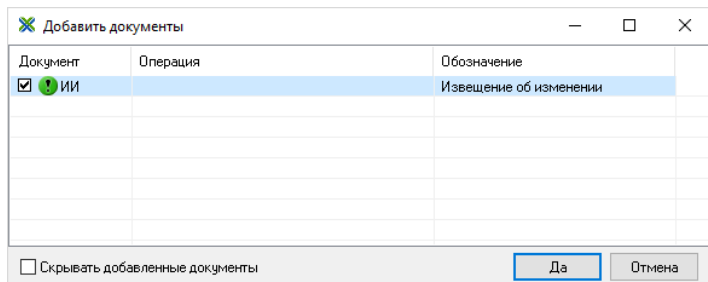 Добавить документы
Документ Операция Обозначение
ИИ Извещение об изменении
Скрывать добавленные документы Да Отмена